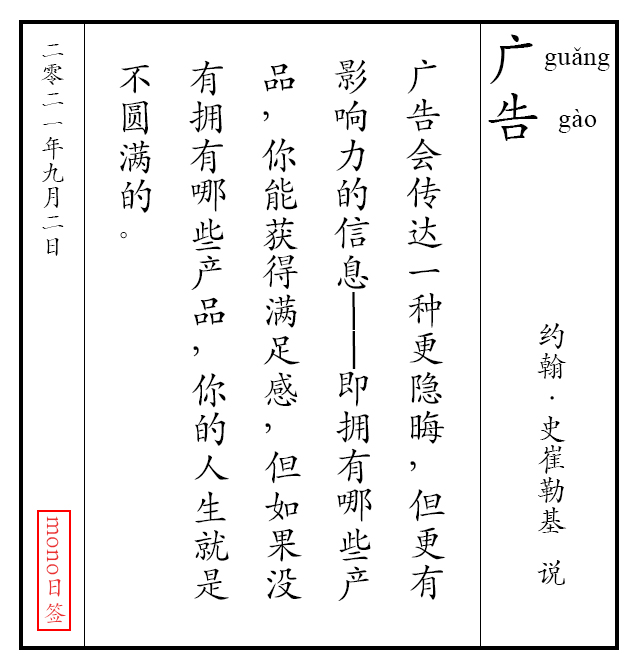 广 guǎng
告 gào
约翰·史崔勒基 说
广告会传达一种更隐晦，但更有
影响力的信息——即拥有哪些产
品，你能获得满足感，但如果没
有拥有哪些产品，你的人生就是
不圆满的。
二零二一年九月二日
mono日签